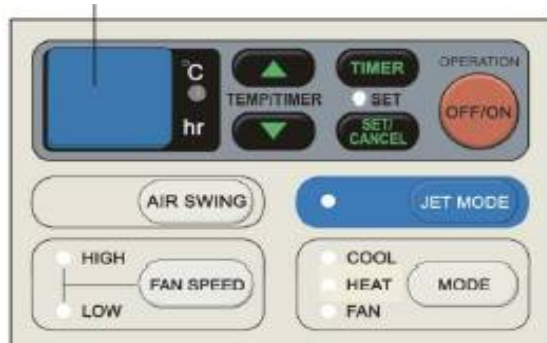 °C
hr
TEMP/TIMER
TIMER
SET
SET/
CANCEL
OPERATION
OFF/ON
AIR SWING
JET MODE
HIGH
LOW
FAN SPEED
COOL
HEAT
FAN
MODE